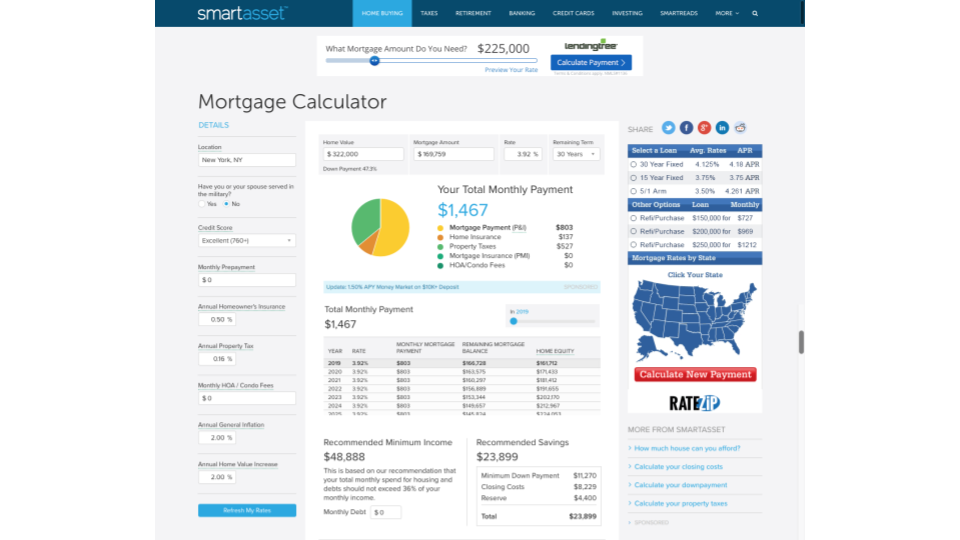 smartasset™
HOME BUYING TAXES RETIREMENT BANKING CREDIT CARDS INVESTING SMARTREADS MORE
What Mortgage Amount Do You Need? $225,000
Preview Your Rate
lendingtree
Calculate Payment >
Mortgage Calculator
DETAILS
Location
New York, NY
Have you or your spouse served in
the military?
Yes No
Credit Score
Excellent (760+)
Monthly Prepayment
$ 0
Annual Homeowner's Insurance
0.50 %
Annual Property Tax
0.16 %
Monthly HOA / Condo Fees
$ 0
Annual General Inflation
2.00 %
Annual Home Value Increase
2.00 %
Refresh My Rates
Home Value Mortgage Amount Rate Remaining Term
$ 322,000 $ 169,759 3.92 % 30 Years
Down Payment 47.3%
Your Total Monthly Payment
$1,467
Mortgage Payment (P&I) $803
Home Insurance $137
Property Taxes $527
Mortgage Insurance (PMI) $0
HOA/Condo Fees $0
Update: 1.50% APY Money Market on $10K+ Deposit SPONSORED
Total Monthly Payment
$1,467
In 2019
YEAR RATE MONTHLY MORTGAGE PAYMENT REMAINING MORTGAGE BALANCE HOME EQUITY
2019 3.92% $803 $166,728 $161,712
2020 3.92% $803 $163,575 $171,433
2021 3.92% $803 $160,297 $181,412
2022 3.92% $803 $156,889 $191,655
2023 3.92% $803 $153,344 $202,170
2024 3.92% $803 $149,657 $212,967
Recommended Minimum Income
$48,888
This is based on our recommendation that
your total monthly spend for housing and
debts should not exceed 36% of your
monthly income.
Monthly Debt $ 0
Recommended Savings
$23,899
Minimum Down Payment $11,270
Closing Costs $8,229
Reserve $4,400
Total $23,899
SHARE
Select a Loan Avg. Rates APR
30 Year Fixed 4.125% 4.18 APR
15 Year Fixed 3.75% 3.75 APR
5/1 Arm 3.50% 4.261 APR
Other Options Loan Monthly
Refi/Purchase $150,000 for $727
Refi/Purchase $200,000 for $969
Refi/Purchase $250,000 for $1212
Mortgage Rates by State
Click Your State
Calculate New Payment
RATEZIP
MORE FROM SMARTASSET
> How much house can you afford?
> Calculate your closing costs
> Calculate your downpayment
> Calculate your property taxes
SPONSORED